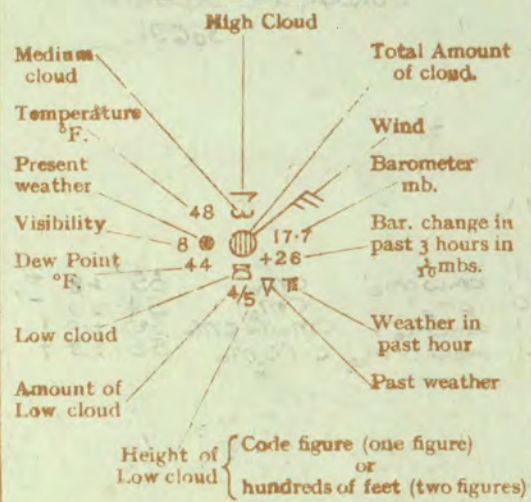 High Cloud
Medium
cloud
Total Amount
of cloud.
Temperature
°F.
Wind
Present
weather
Barometer
mb.
48
Visibility
8
17·7
Bar. change in
past 3 hours in
1/10 mbs.
Dew Point
°F
44
+26
4/5
Low cloud
Weather in
past hour
Amount of
Low cloud
Past weather
Height of
Low cloud
Code figure (one figure)
or
hundreds of feet (two figures)